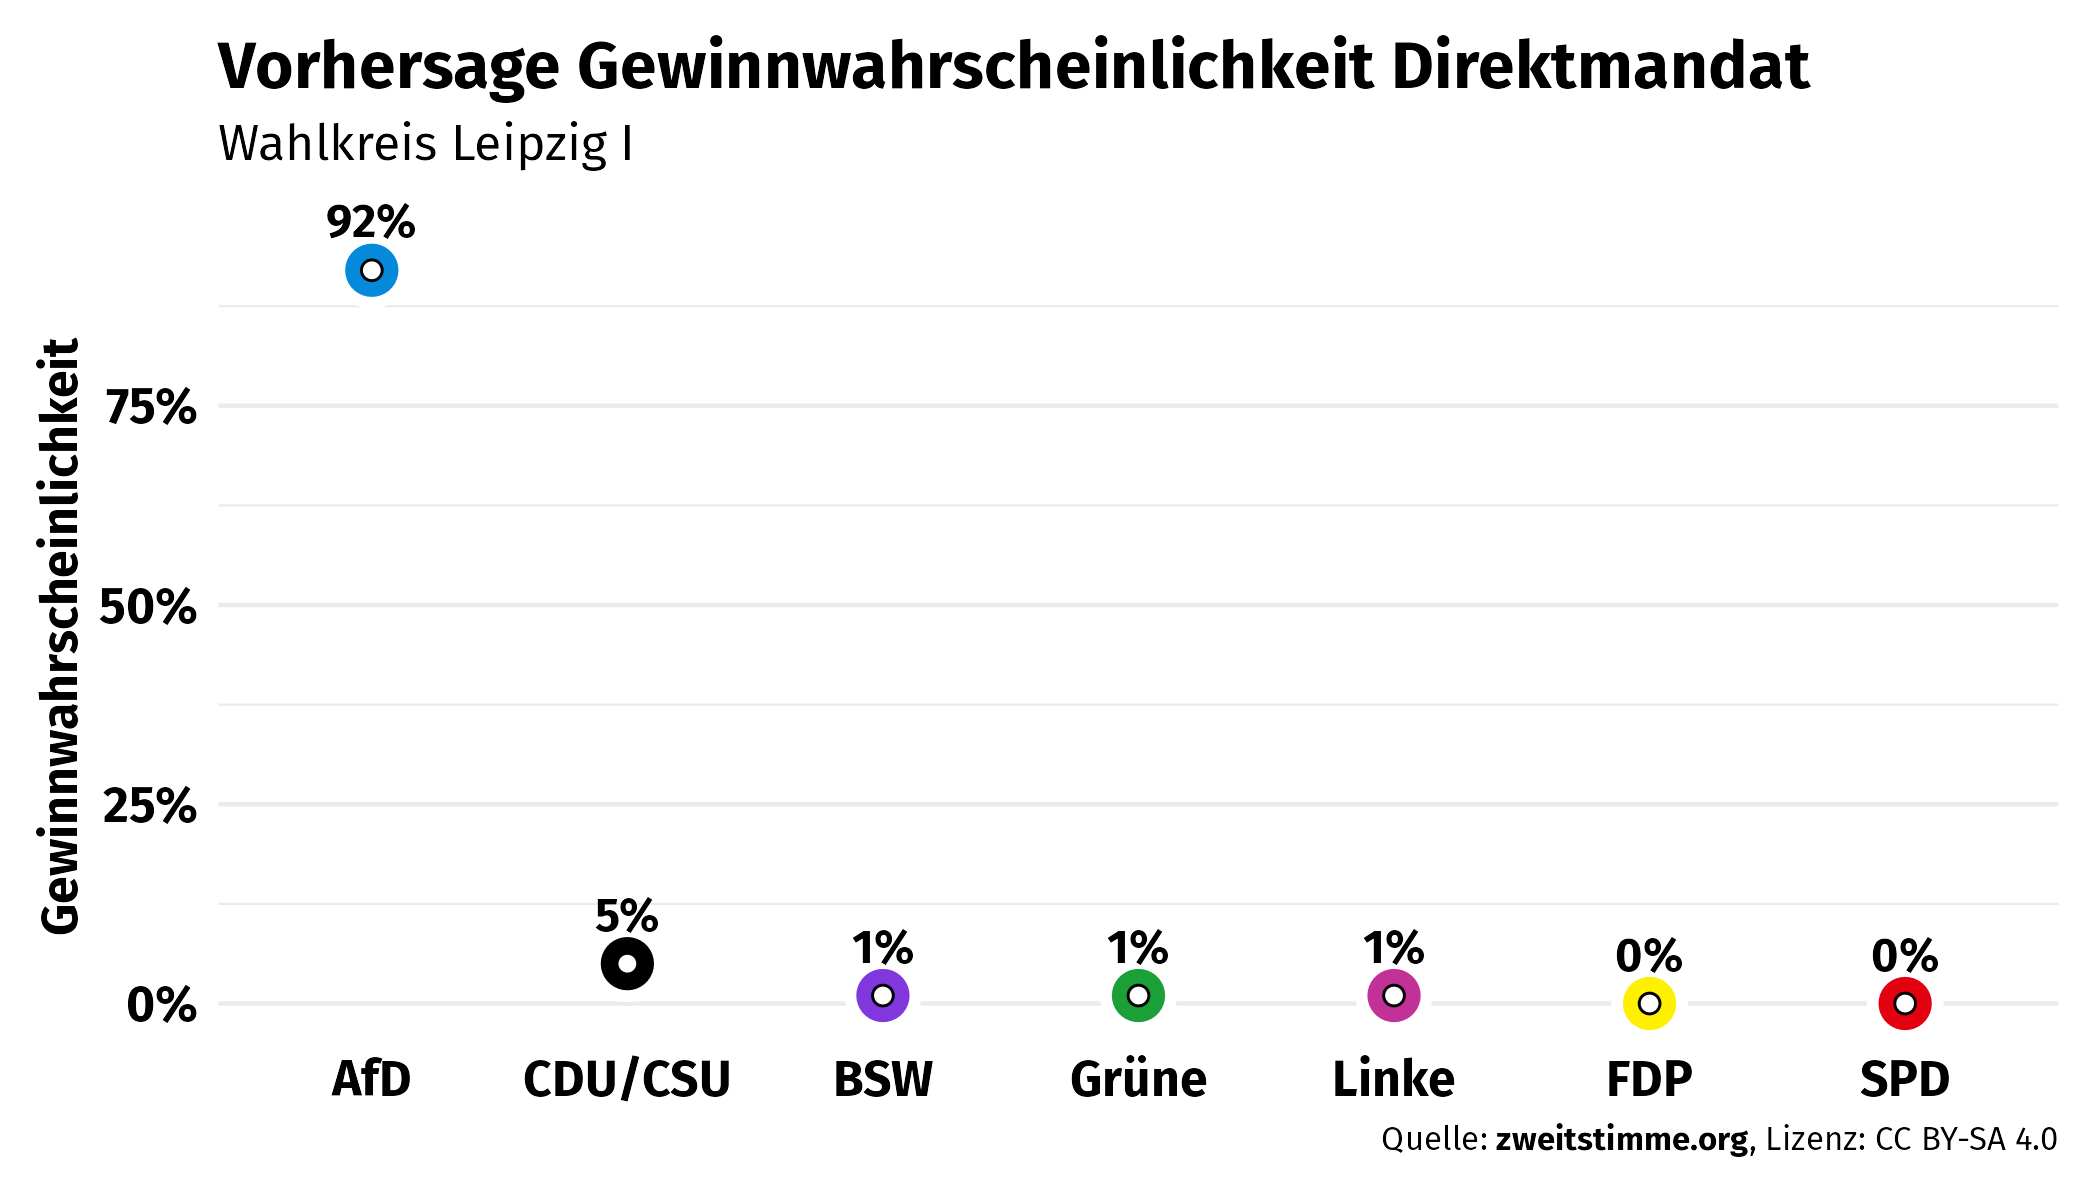 Vorhersage Gewinnwahrscheinlichkeit Direktmandat
Wahlkreis Leipzig I
Gewinnwahrscheinlichkeit
75%
50%
25%
0%
92%
5%
1%
1%
1%
0%
0%
AfD
CDU/CSU
BSW
Grüne
Linke
FDP
SPD
Quelle: zweitstimme.org, Lizenz: CC BY-SA 4.0